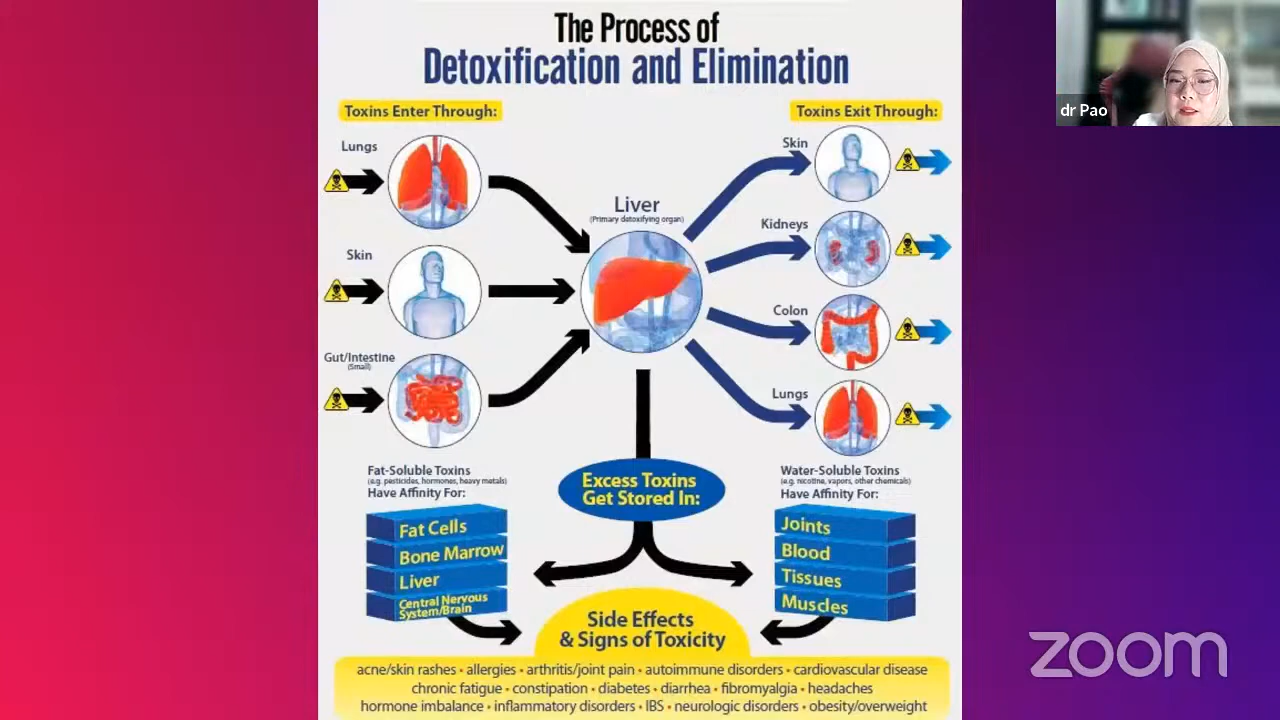 The Process of
Detoxification and Elimination
Toxins Enter Through:
Lungs
Skin
Gut/Intestine
(Small)
Liver
(Primary detoxifying organ)
Toxins Exit Through:
Skin
Kidneys
Colon
Lungs
Fat-Soluble Toxins
(e.g. pesticides, hormones, heavy metals)
Have Affinity For:
Fat Cells
Bone Marrow
Liver
Central Nervous
System/Brain
Excess Toxins
Get Stored In:
Water-Soluble Toxins
(e.g. nicotine, vapors, other chemicals)
Have Affinity For:
Joints
Blood
Tissues
Muscles
Side Effects
& Signs of Toxicity
acne/skin rashes • allergies • arthritis/joint pain • autoimmune disorders • cardiovascular disease
chronic fatigue • constipation • diabetes • diarrhea • fibromyalgia • headaches
hormone imbalance • inflammatory disorders • IBS • neurologic disorders • obesity/overweight
dr Pao
zoom